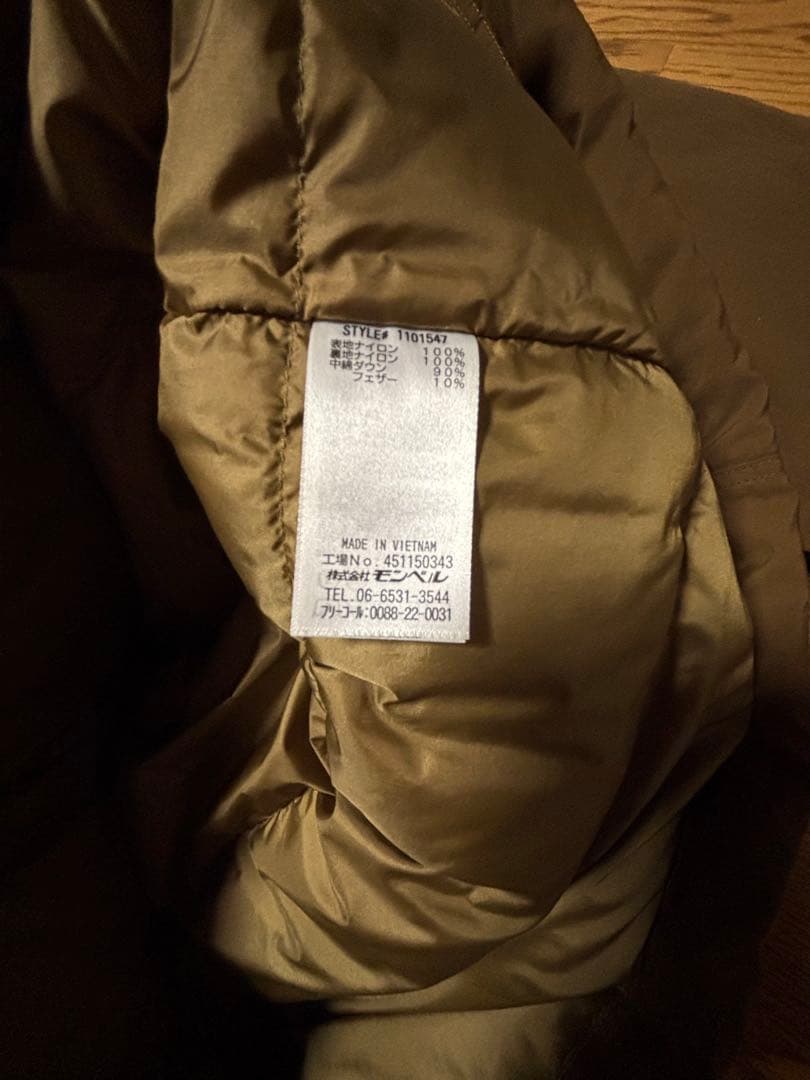 STYLE# 1101547
表地ナイロン 100%
裏地ナイロン 100%
中綿ダウン 90%
フェザー 10%
MADE IN VIETNAM
工場No.451150343
株式会社モンベル
TEL.06-6531-3544
フリーコール:0088-22-0031